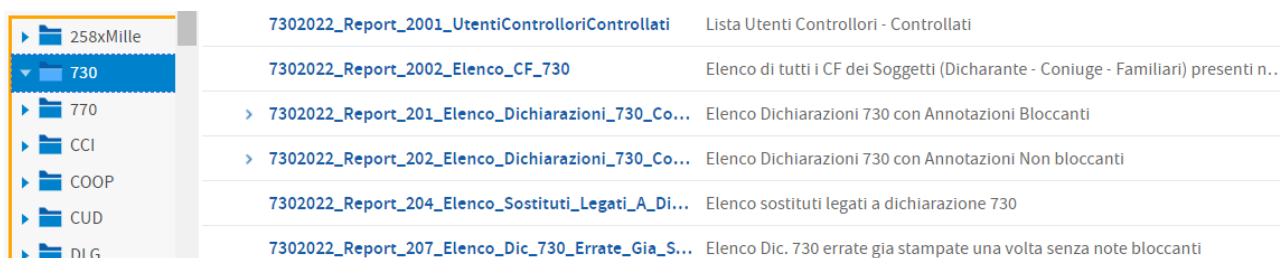 258xMille
730
770
CCI
COOP
CUD
DLG
7302022_Report_2001_UtentiControlloriControllati Lista Utenti Controllori - Controllati
7302022_Report_2002_Elenco_CF_730 Elenco di tutti i CF dei Soggetti (Dicharante - Coniuge - Familiari) presenti n...
7302022_Report_201_Elenco_Dichiarazioni_730_Co... Elenco Dichiarazioni 730 con Annotazioni Bloccanti
7302022_Report_202_Elenco_Dichiarazioni_730_Co... Elenco Dichiarazioni 730 con Annotazioni Non bloccanti
7302022_Report_204_Elenco_Sostituti_Legati_A_Di... Elenco sostituti legati a dichiarazione 730
7302022_Report_207_Elenco_Dic_730_Errate_Gia_S... Elenco Dic. 730 errate gia stampate una volta senza note bloccanti